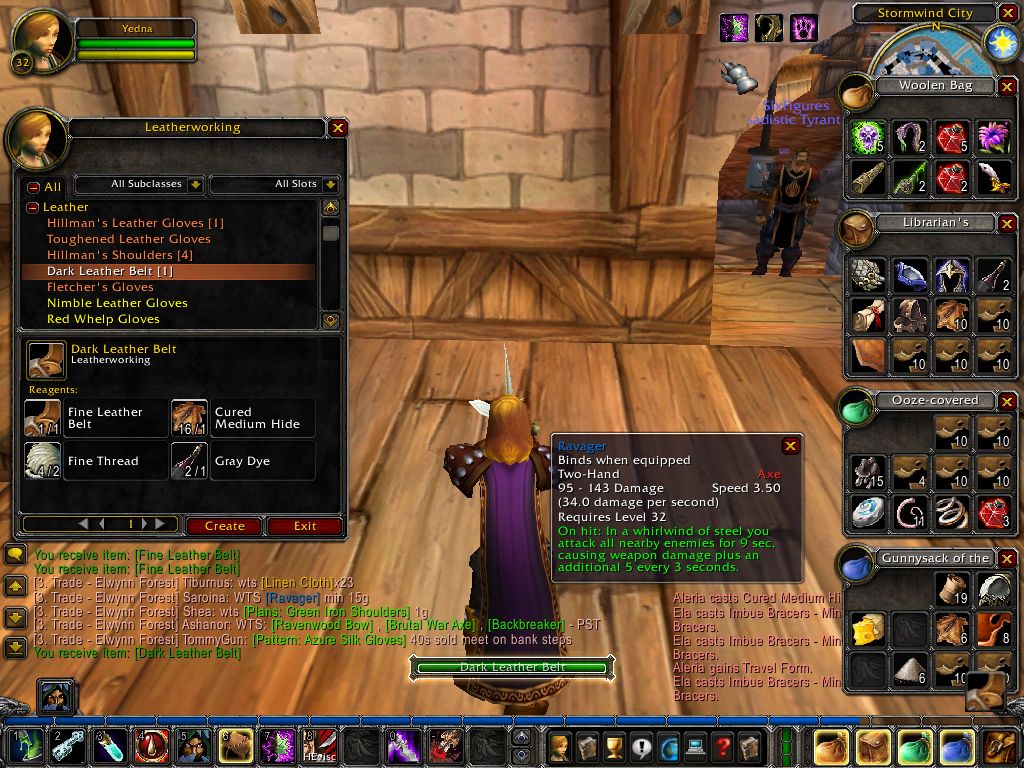 Yedna
32
Stormwind City
N
Woolen Bag
5
2
5
2
2
Leatherworking
All
All Subclasses
All Slots
Leather
Hillman's Leather Gloves [1]
Toughened Leather Gloves
Hillman's Shoulders [4]
Dark Leather Belt [1]
Fletcher's Gloves
Nimble Leather Gloves
Red Whelp Gloves
Dark Leather Belt
Leatherworking
Reagents:
Fine Leather Belt
1/1
Cured Medium Hide
16/1
Fine Thread
4/2
Gray Dye
2/1
1
Create
Exit
Sixfigures
Librarian's
2
10
10
10
10
10
Ooze-covered
10
10
15
4
10
10
11
3
Gunnysack of the
19
6
8
6
10
Ravager
Binds when equipped
Two-Hand Axe
95 - 143 Damage Speed 3.50
(34.0 damage per second)
Requires Level 32
On hit: In a whirlwind of steel you
attack all nearby enemies for 9 sec,
causing weapon damage plus an
additional 5 every 3 seconds.
You receive item: [Fine Leather Belt]
You receive item: [Fine Leather Belt]
[3. Trade - Elwynn Forest] Tiburnus: wts [Linen Cloth]x23
[3. Trade - Elwynn Forest] Saroina: WTS [Ravager] min 15g
[3. Trade - Elwynn Forest] Shea: wts [Plans: Green Iron Shoulders] 1g
[3. Trade - Elwynn Forest] Ashanor: WTS: [Ravenwood Bow] , [Brutal War Axe] , [Backbreaker] - PST
[3. Trade - Elwynn Forest] TommyGun: [Pattern: Azure Silk Gloves] 40s sold meet on bank steps
You receive item: [Dark Leather Belt]
Aleria casts Cured Medium Hi
Ela casts Imbue Bracers - Min
Bracers.
Ela casts Imbue Bracers - Min
Bracers.
Aleria gains Travel Form.
Ela casts Imbue Bracers - Min
Bracers.
Dark Leather Belt
1
2
3
4
5
6
7
8
HEvisc